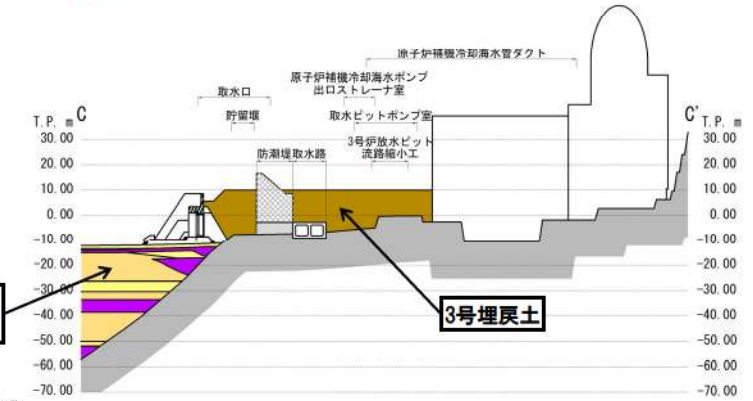 原子炉補機冷却海水管ダクト
取水口
原子炉補機冷却海水ポンプ
出口ストレーナ室
貯留堰
取水ピットポンプ室
3号炉放水ピット
流路縮小工
防潮堤 取水路
T.P. m C
C' T.P. m
30.00 30.00
20.00 20.00
10.00 10.00
0.00 0.00
-10.00 -10.00
-20.00 -20.00
-30.00 -30.00
-40.00 -40.00
-50.00 -50.00
-60.00 -60.00
-70.00 -70.00
3号埋戻土